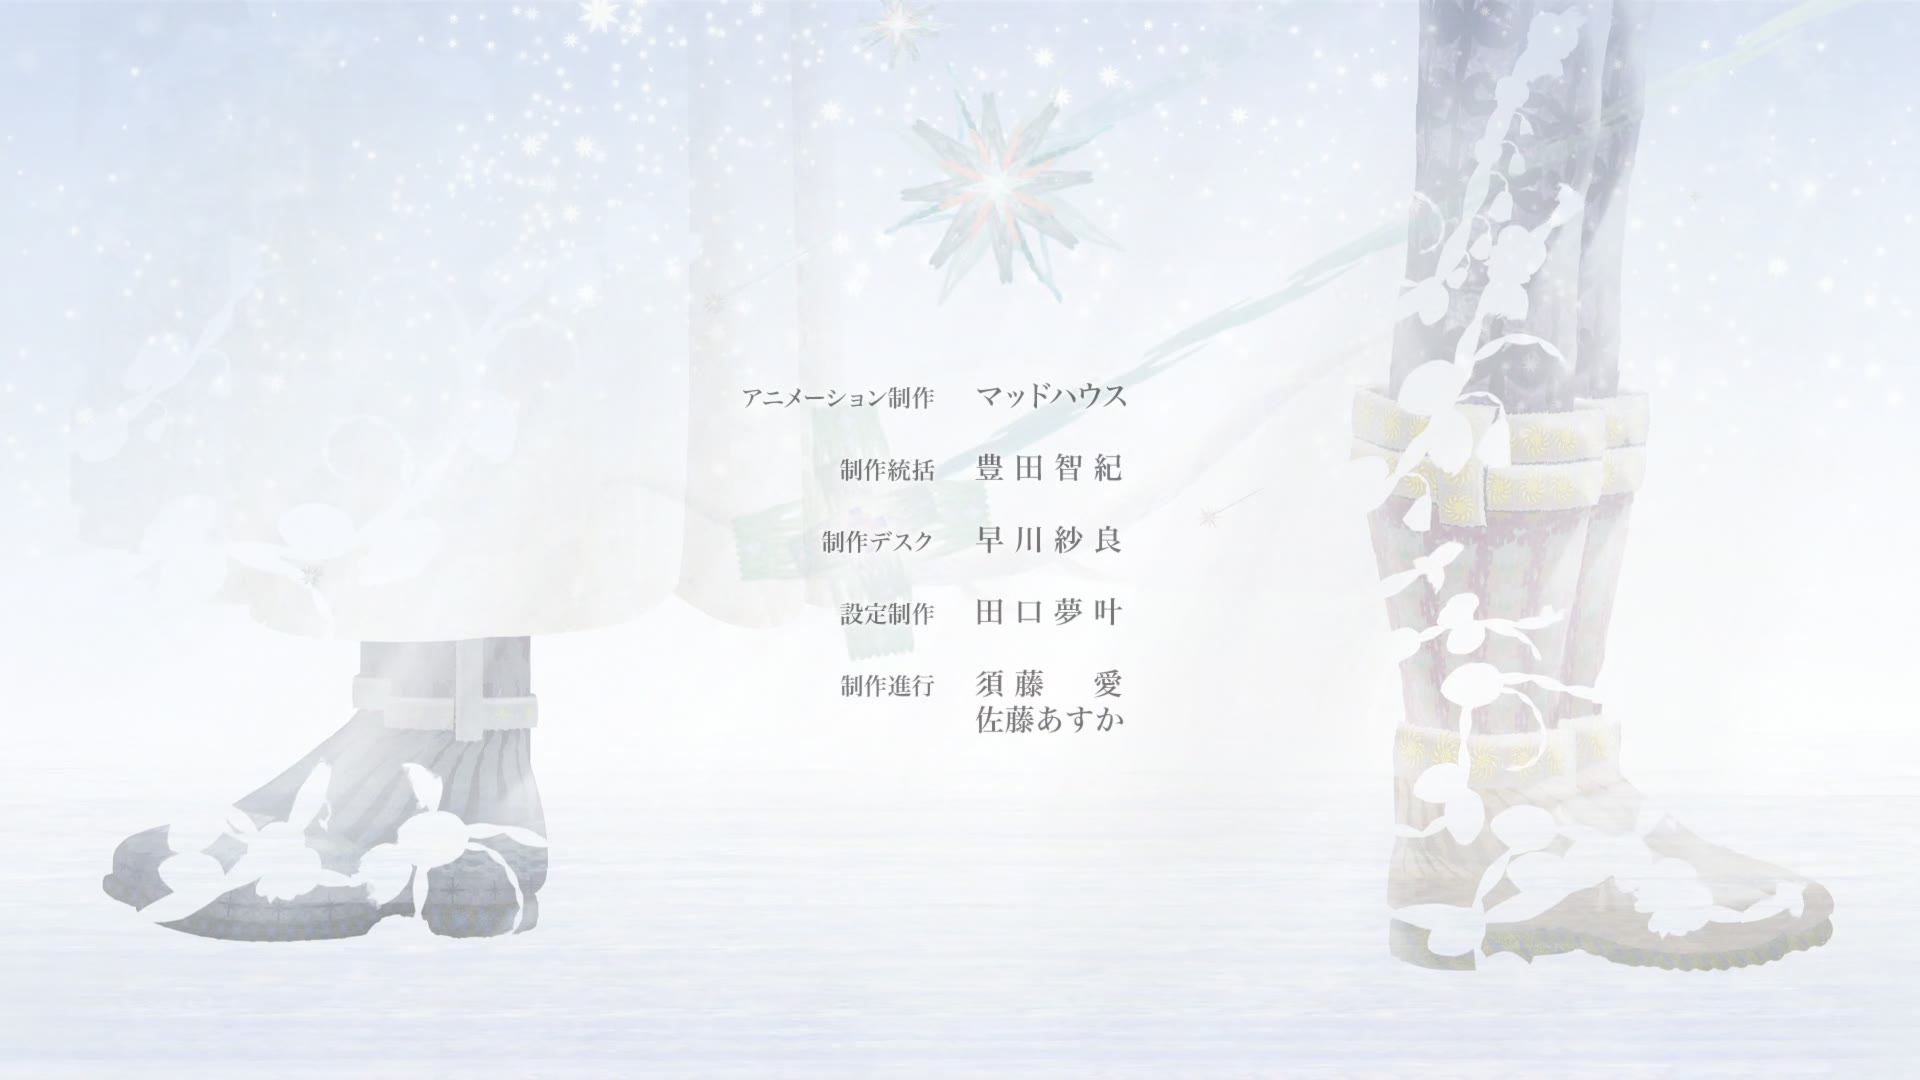 アニメーション制作 マッドハウス
制作統括 豊田智紀
制作デスク 早川紗良
設定制作 田口夢叶
制作進行 須藤 愛
佐藤あすか